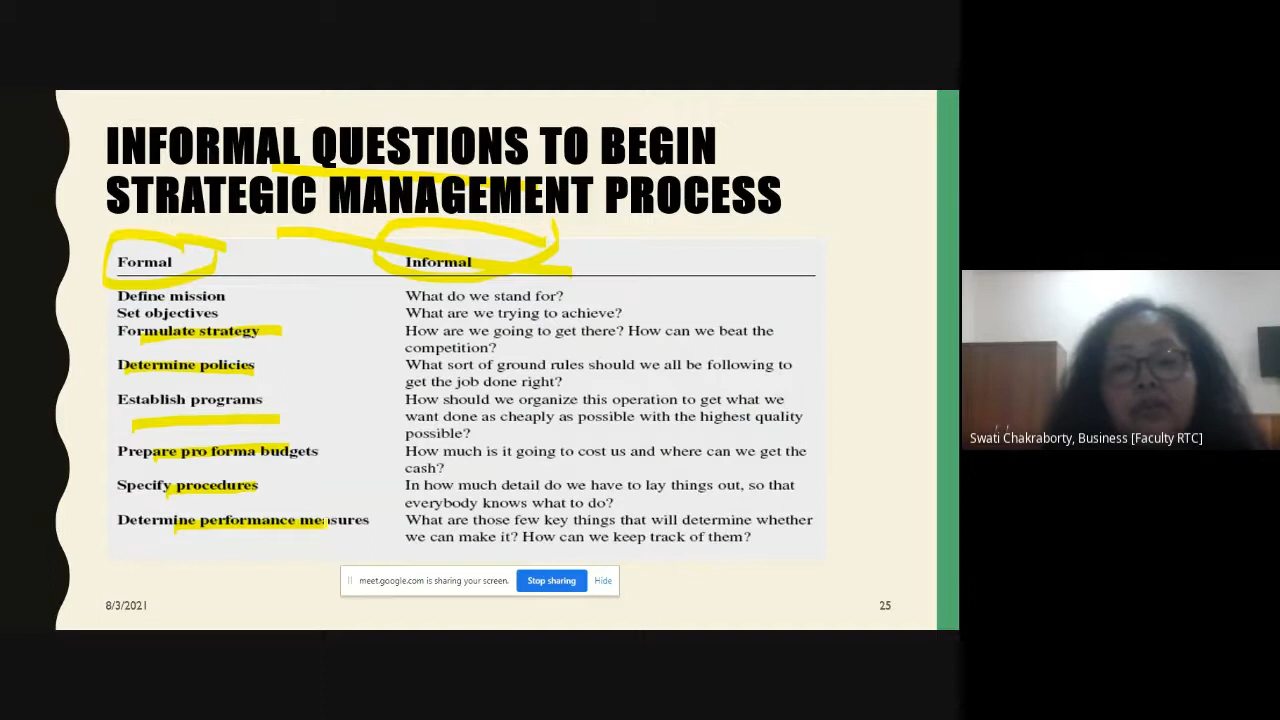 INFORMAL QUESTIONS TO BEGIN
STRATEGIC MANAGEMENT PROCESS
Formal Informal
Define mission What do we stand for?
Set objectives What are we trying to achieve?
Formulate strategy How are we going to get there? How can we beat the
competition?
Determine policies What sort of ground rules should we all be following to
get the job done right?
Establish programs How should we organize this operation to get what we
want done as cheaply as possible with the highest quality
possible?
Prepare pro forma budgets How much is it going to cost us and where can we get the
cash?
Specify procedures In how much detail do we have to lay things out, so that
everybody knows what to do?
Determine performance measures What are those few key things that will determine whether
we can make it? How can we keep track of them?
meet.google.com is sharing your screen. Stop sharing Hide
8/3/2021 25
Swati Chakraborty, Business [Faculty RTC]